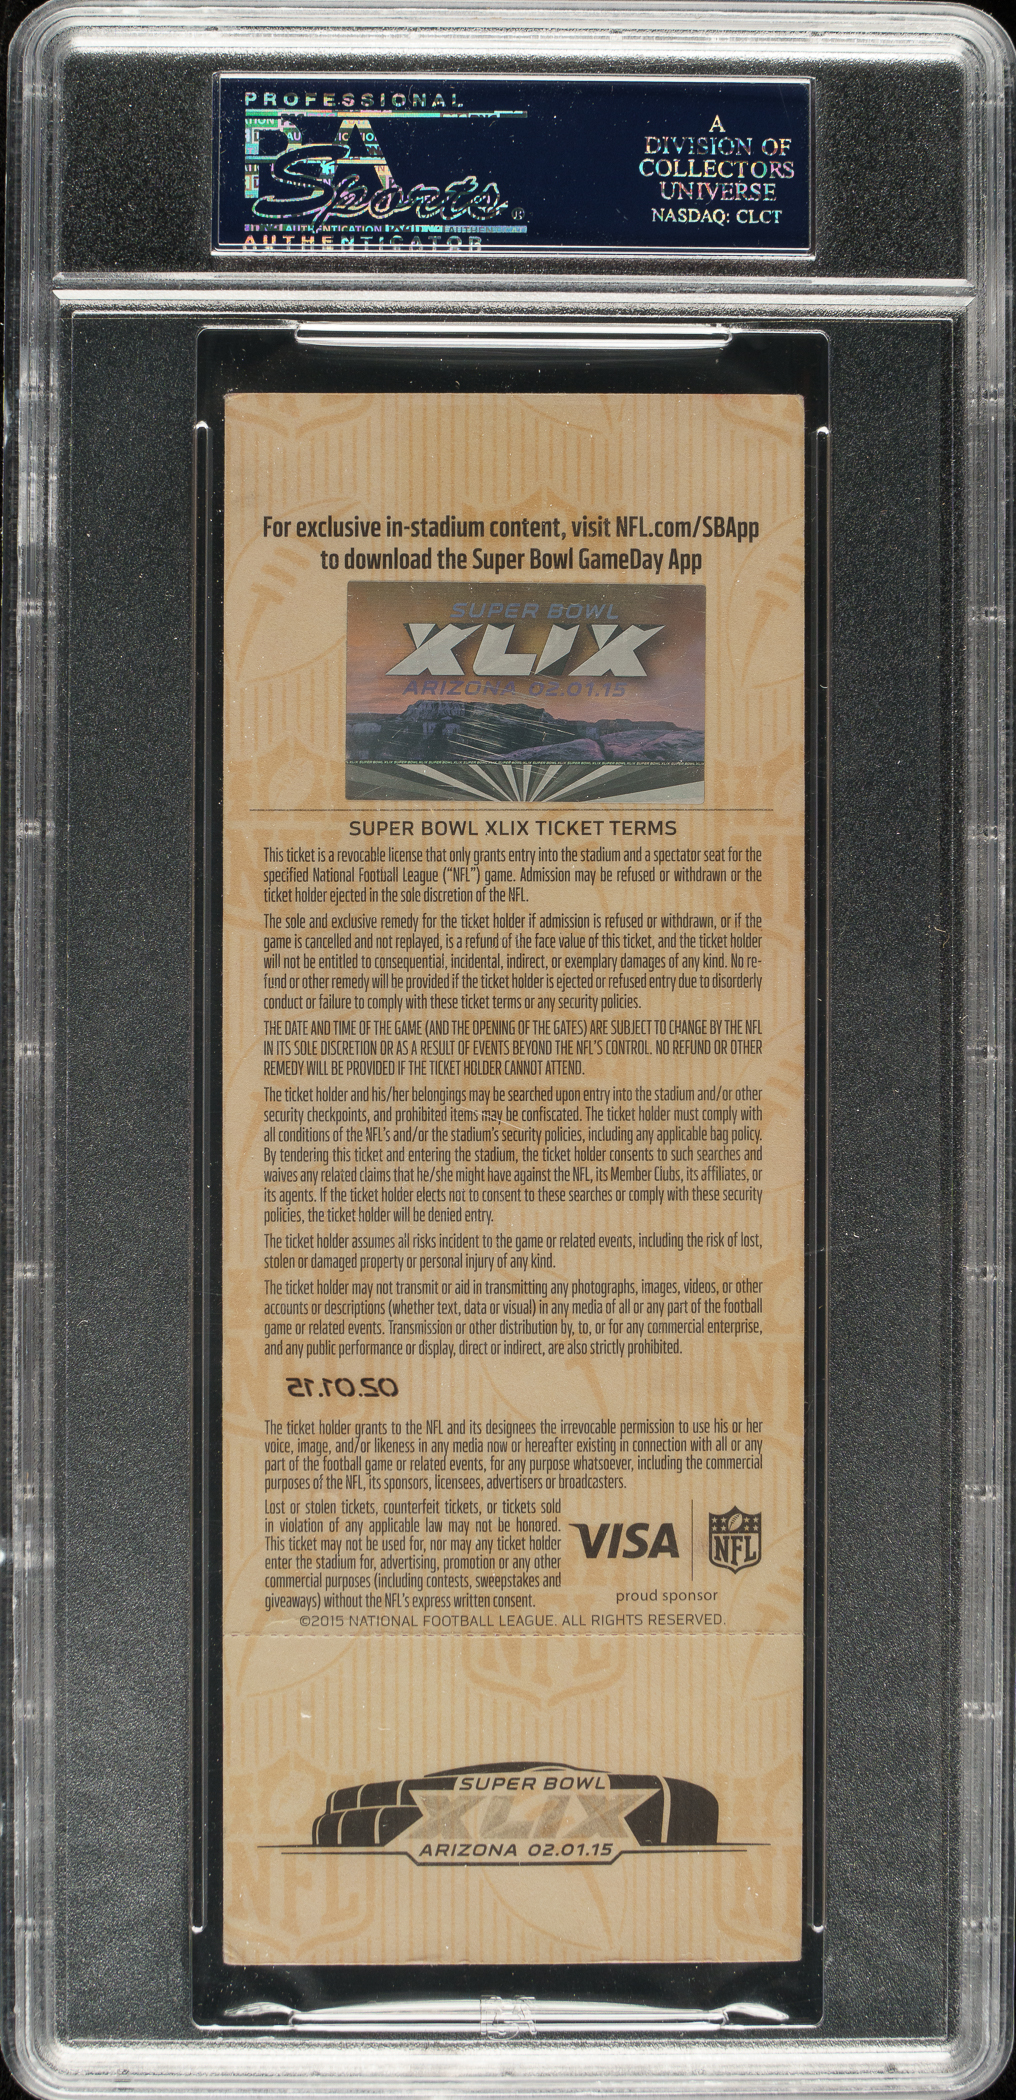 PROFESSIONAL
PSA
Sports®
AUTHENTICATOR
A
DIVISION OF
COLLECTORS
UNIVERSE
NASDAQ: CLCT
For exclusive in-stadium content, visit NFL.com/SBApp
to download the Super Bowl GameDay App
SUPER BOWL
XLIX
ARIZONA 02.01.15
SUPER BOWL XLIX TICKET TERMS
This ticket is a revocable license that only grants entry into the stadium and a spectator seat for the
specified National Football League ("NFL") game. Admission may be refused or withdrawn or the
ticket holder ejected in the sole discretion of the NFL.
The sole and exclusive remedy for the ticket holder if admission is refused or withdrawn, or if the
game is cancelled and not replayed, is a refund of the face value of this ticket, and the ticket holder
will not be entitled to consequential, incidental, indirect, or exemplary damages of any kind. No re-
fund or other remedy will be provided if the ticket holder is ejected or refused entry due to disorderly
conduct or failure to comply with these ticket terms or any security policies.
THE DATE AND TIME OF THE GAME (AND THE OPENING OF THE GATES) ARE SUBJECT TO CHANGE BY THE NFL
IN ITS SOLE DISCRETION OR AS A RESULT OF EVENTS BEYOND THE NFL'S CONTROL. NO REFUND OR OTHER
REMEDY WILL BE PROVIDED IF THE TICKET HOLDER CANNOT ATTEND.
The ticket holder and his/her belongings may be searched upon entry into the stadium and/or other
security checkpoints, and prohibited items may be confiscated. The ticket holder must comply with
all conditions of the NFL's and/or the stadium's security policies, including any applicable bag policy.
By tendering this ticket and entering the stadium, the ticket holder consents to such searches and
waives any related claims that he/she might have against the NFL, its Member Clubs, its affiliates, or
its agents. If the ticket holder elects not to consent to these searches or comply with these security
policies, the ticket holder will be denied entry.
The ticket holder assumes all risks incident to the game or related events, including the risk of lost,
stolen or damaged property or personal injury of any kind.
The ticket holder may not transmit or aid in transmitting any photographs, images, videos, or other
accounts or descriptions (whether text, data or visual) in any media of all or any part of the football
game or related events. Transmission or other distribution by, to, or for any commercial enterprise,
and any public performance or display, direct or indirect, are also strictly prohibited.
02.01.15
The ticket holder grants to the NFL and its designees the irrevocable permission to use his or her
voice, image, and/or likeness in any media now or hereafter existing in connection with all or any
part of the football game or related events, for any purpose whatsoever, including the commercial
purposes of the NFL, its sponsors, licensees, advertisers or broadcasters.
Lost or stolen tickets, counterfeit tickets, or tickets sold
in violation of any applicable law may not be honored.
This ticket may not be used for, nor may any ticket holder
enter the stadium for, advertising, promotion or any other
commercial purposes (including contests, sweepstakes and
giveaways) without the NFL's express written consent.
VISA
NFL
proud sponsor
©2015 NATIONAL FOOTBALL LEAGUE. ALL RIGHTS RESERVED.
SUPER BOWL
XLIX
ARIZONA 02.01.15
PSA